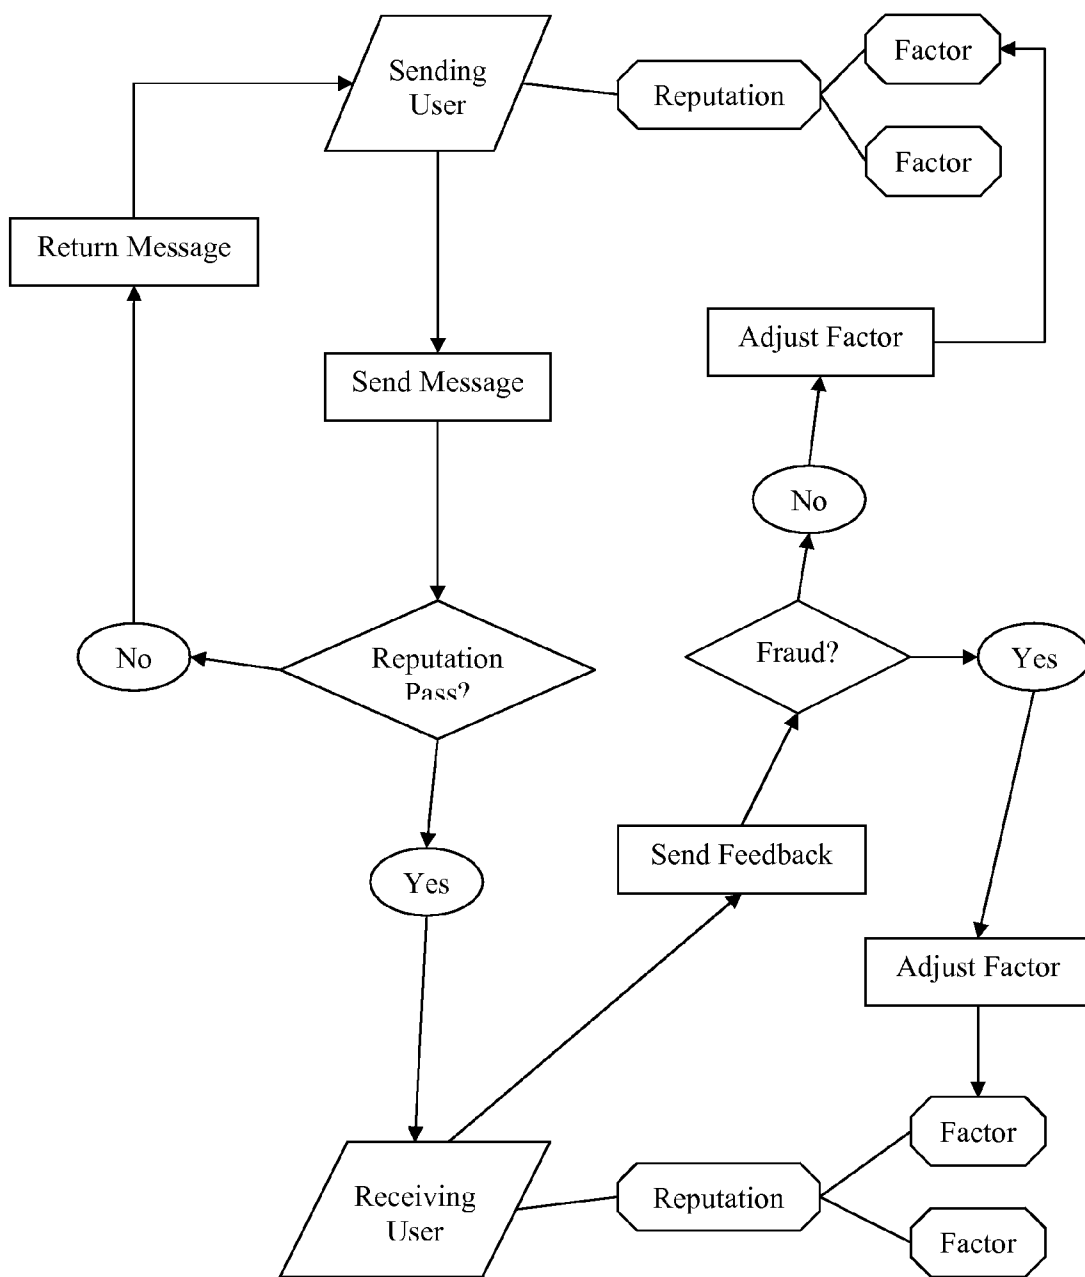 Sending
User
Reputation
Factor
Factor
Return Message
Adjust Factor
Send Message
No
No
Reputation
Pass?
Fraud?
Yes
Yes
Send Feedback
Adjust Factor
Receiving
User
Reputation
Factor
Factor